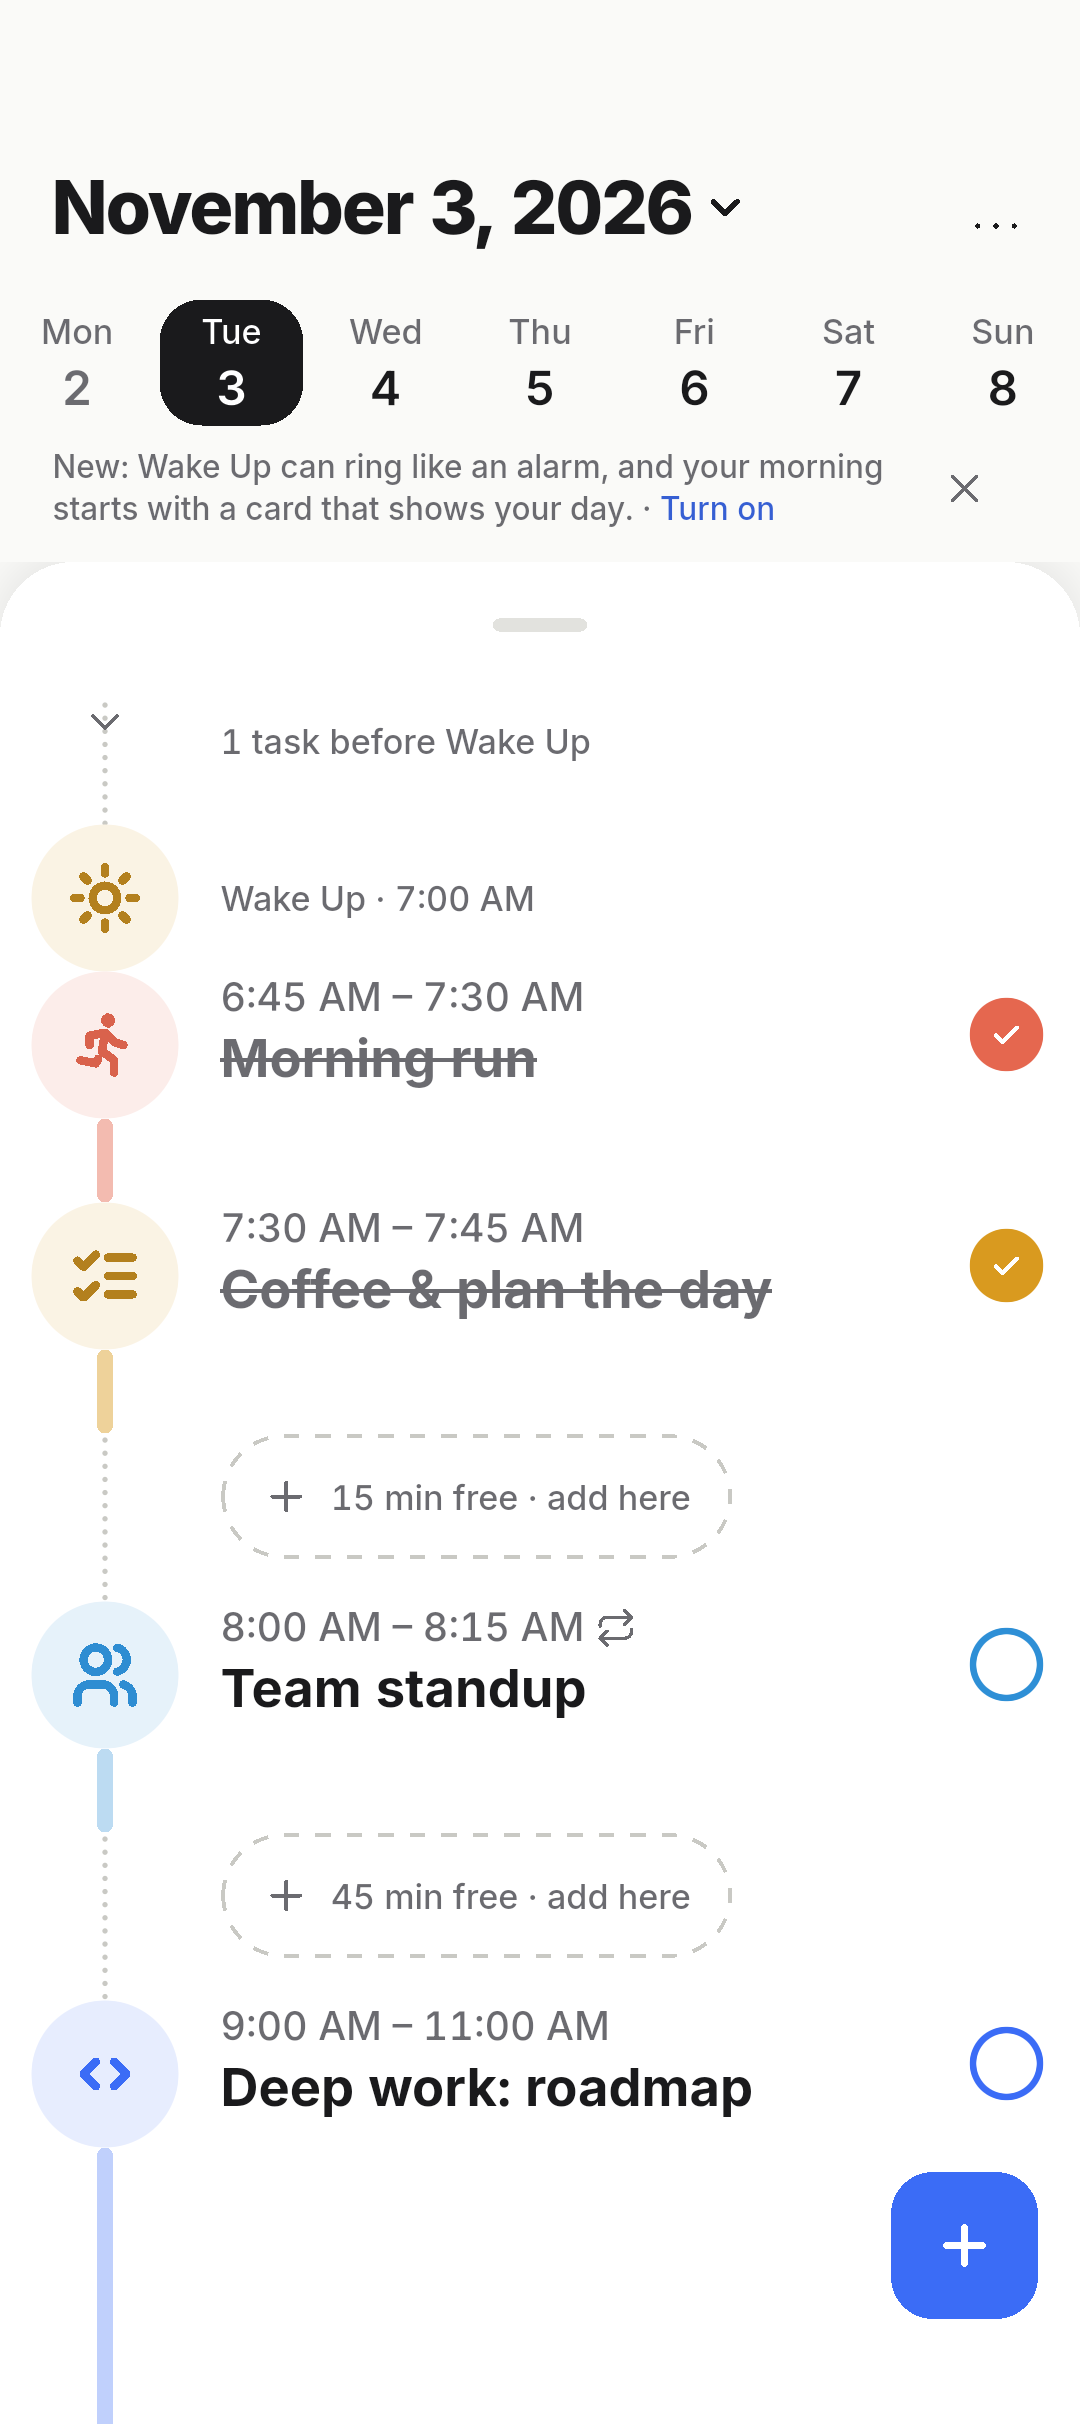 November 3, 2026
...
Mon Tue Wed Thu Fri Sat Sun
2 3 4 5 6 7 8
New: Wake Up can ring like an alarm, and your morning
starts with a card that shows your day. · Turn on
1 task before Wake Up
Wake Up · 7:00 AM
6:45 AM – 7:30 AM
Morning run
7:30 AM – 7:45 AM
Coffee & plan the day
15 min free · add here
8:00 AM – 8:15 AM
Team standup
45 min free · add here
9:00 AM – 11:00 AM
Deep work: roadmap